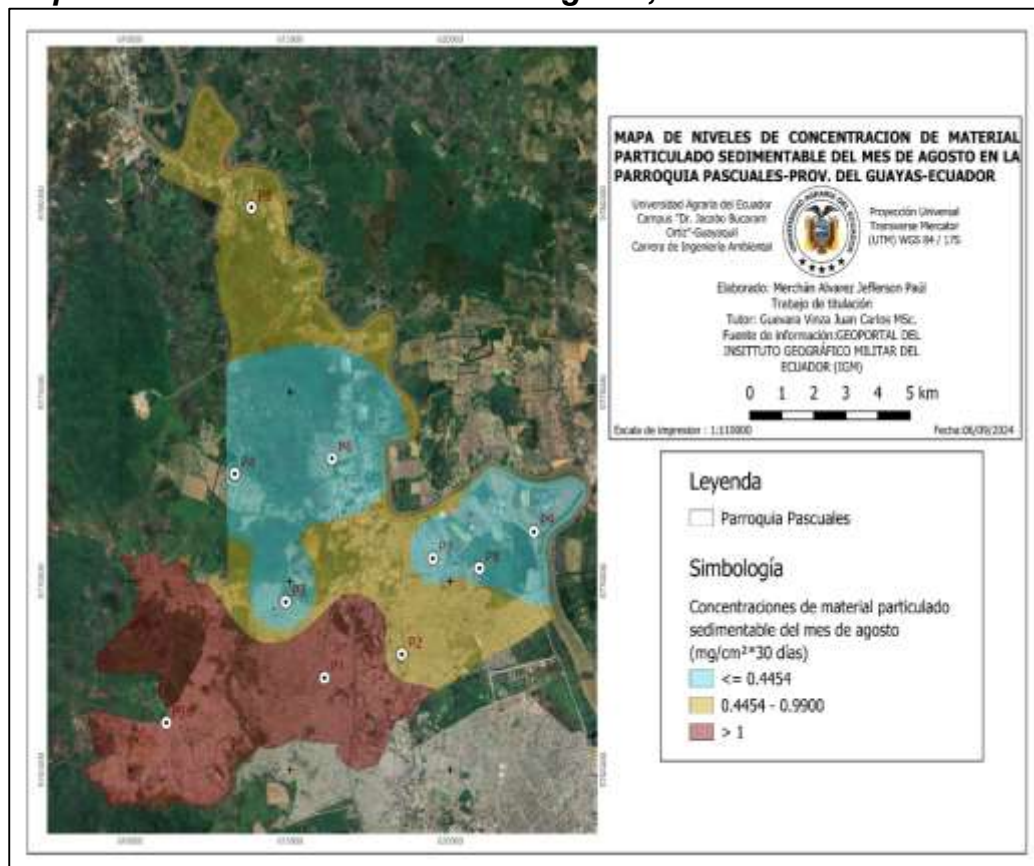 MAPA DE NIVELES DE CONCENTRACION DE MATERIAL
PARTICULADO SEDIMENTABLE DEL MES DE AGOSTO EN LA
PARROQUIA PASCUALES-PROV. DEL GUAYAS-ECUADOR
Universidad Agraria del Ecuador
Campus "Dr. Jacobo Bucaram
Ortiz"-Guayaquil
Carrera de Ingeniería Ambiental
Proyección Universal
Transverse Mercator
(UTM) WGS 84 / 17S
Elaborado: Merchán Alvarez Jefferson Paúl
Trabajo de titulación
Tutor: Guevara Vinza Juan Carlos MSc.
Fuente de información:GEOPORTAL DEL
INSITTUTO GEOGRÁFICO MILITAR DEL
ECUADOR (IGM)
0 1 2 3 4 5 km
Escala de impresion : 1:110000
Fecha:06/09/2024
P7
P3
P2
P1
Leyenda
Parroquia Pascuales
Simbología
Concentraciones de material particulado
sedimentable del mes de agosto
(mg/cm²*30 días)
<= 0.4454
0.4454 - 0.9900
> 1